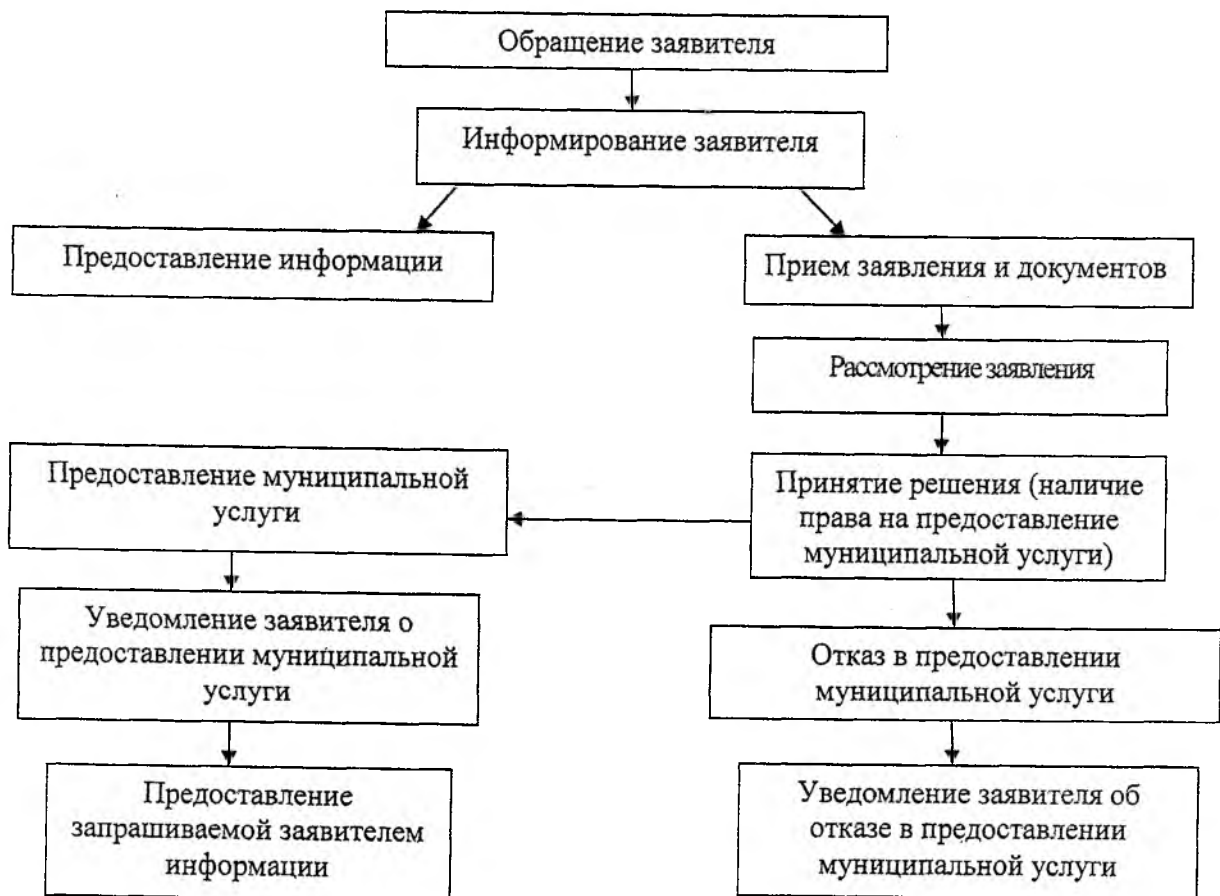 Обращение заявителя
Информирование заявителя
Предоставление информации
Прием заявления и документов
Рассмотрение заявления
Предоставление муниципальной
услуги
Принятие решения (наличие
права на предоставление
муниципальной услуги)
Уведомление заявителя о
предоставлении муниципальной
услуги
Отказ в предоставлении
муниципальной услуги
Предоставление
запрашиваемой заявителем
информации
Уведомление заявителя об
отказе в предоставлении
муниципальной услуги